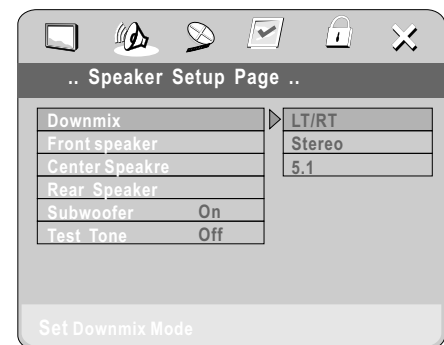 .. Speaker Setup Page ..
Downmix LT/RT
Front speaker Stereo
Center Speakre 5.1
Rear Speaker
Subwoofer On
Test Tone Off
Set Downmix Mode